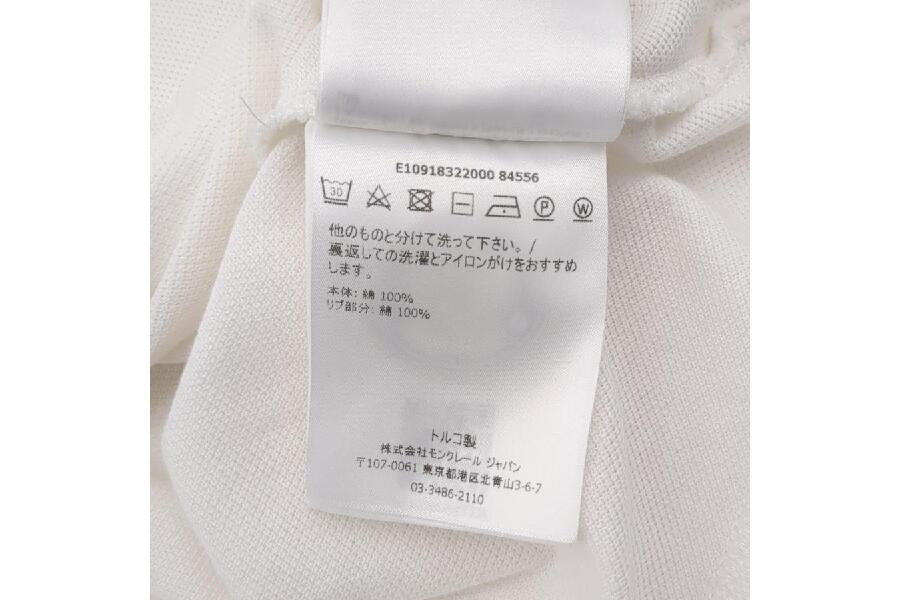 E10918322000 84556
30
P
W
他のものと分けて洗って下さい。/
裏返しての洗濯とアイロンがけをおすすめ
します。
本体: 綿 100%
リブ部分: 綿 100%
トルコ製
株式会社モンクレール ジャパン
〒107-0061 東京都港区北青山3-6-7
03-3486-2110